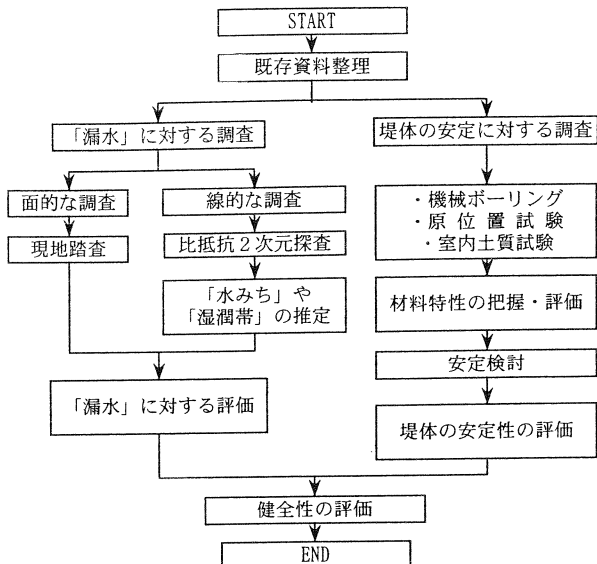 START
既存資料整理
「漏水」に対する調査
堤体の安定に対する調査
面的な調査
線的な調査
・機械ボーリング
・原位置試験
・室内土質試験
現地踏査
比抵抗2次元探査
「水みち」や
「湿潤帯」の推定
材料特性の把握・評価
安定検討
「漏水」に対する評価
堤体の安定性の評価
健全性の評価
END